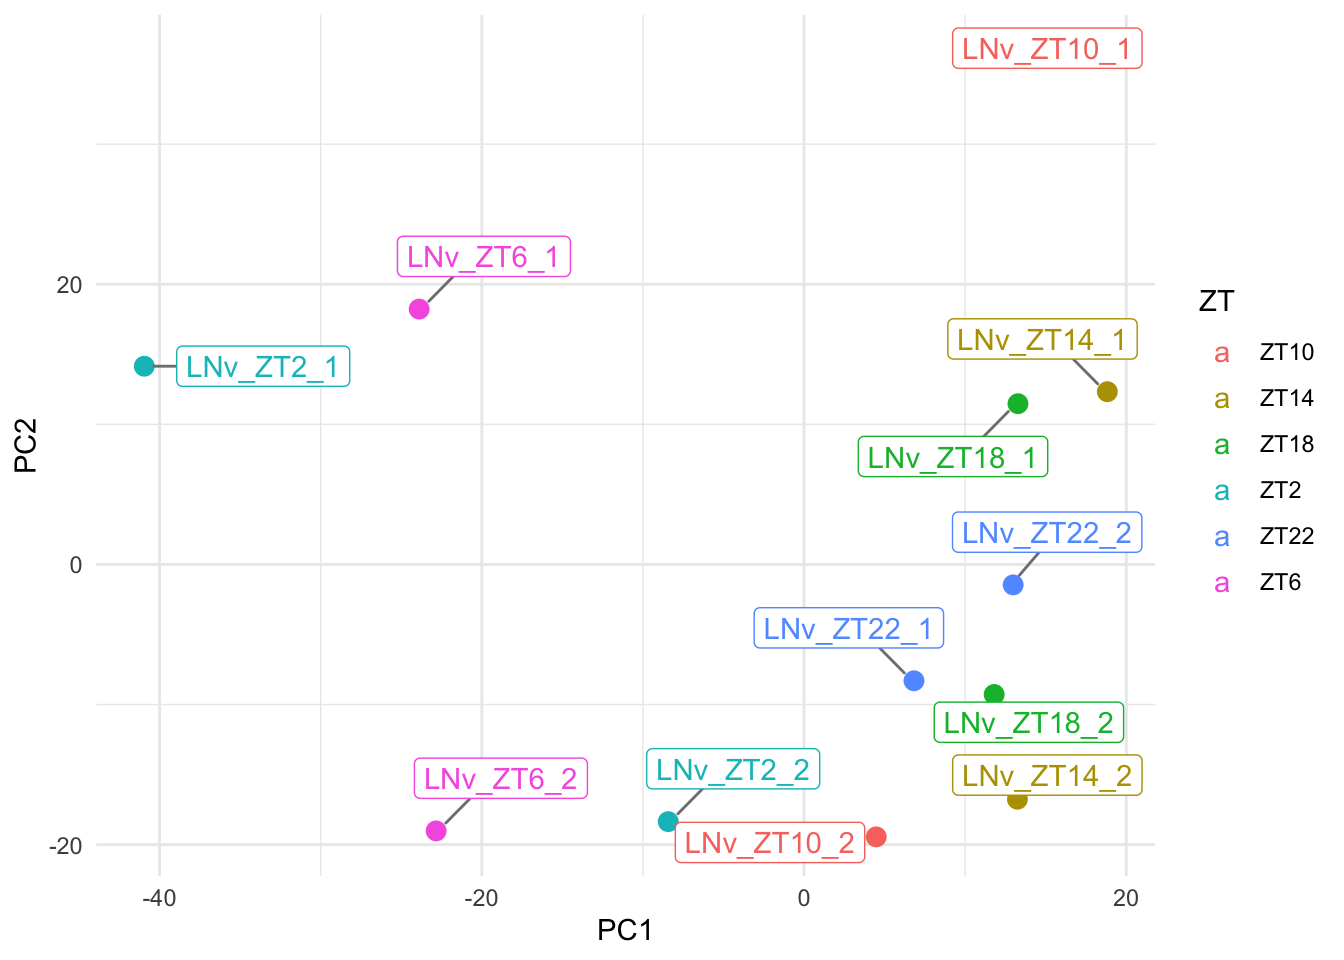 LNv_ZT10_1
LNv_ZT6_1
20
LNv_ZT14_1
LNv_ZT2_1
LNv_ZT18_1
PC2
LNv_ZT22_2
0
LNv_ZT22_1
LNv_ZT18_2
LNv_ZT2_2
LNv_ZT14_2
LNv_ZT6_2
LNv_ZT10_2
-20
-40
-20
0
20
PC1
ZT
a ZT10
a ZT14
a ZT18
a ZT2
a ZT22
a ZT6